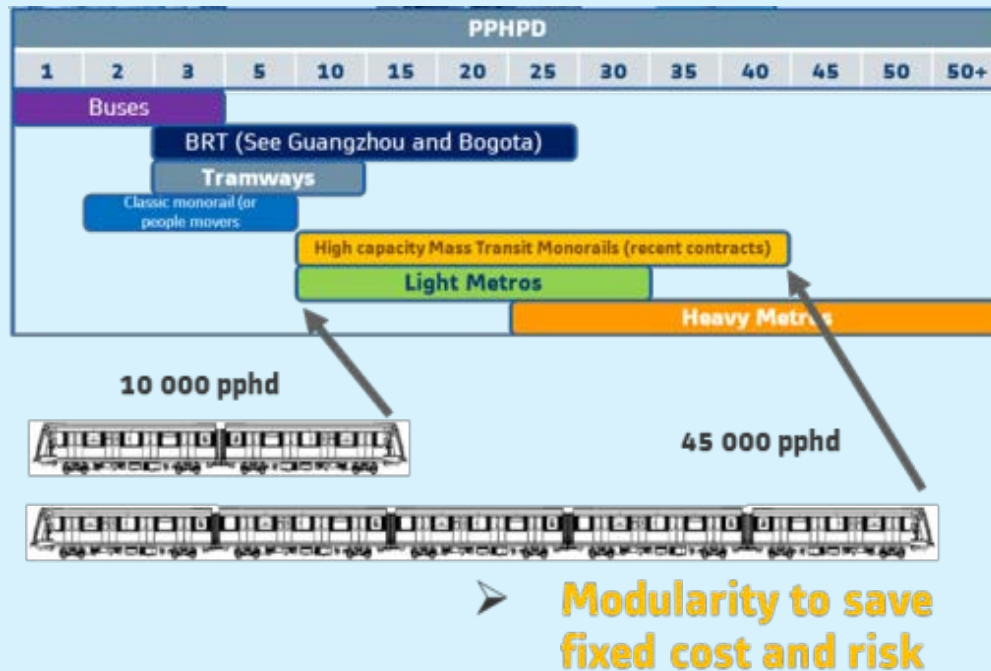 PPHPD
1 2 3 5 10 15 20 25 30 35 40 45 50 50+
Buses
BRT (See Guangzhou and Bogota)
Tramways
Classic monorail (or
people movers
High capacity Mass Transit Monorails (recent contracts)
Light Metros
Heavy Metros
10 000 pphd
45 000 pphd
➢ Modularity to save
fixed cost and risk